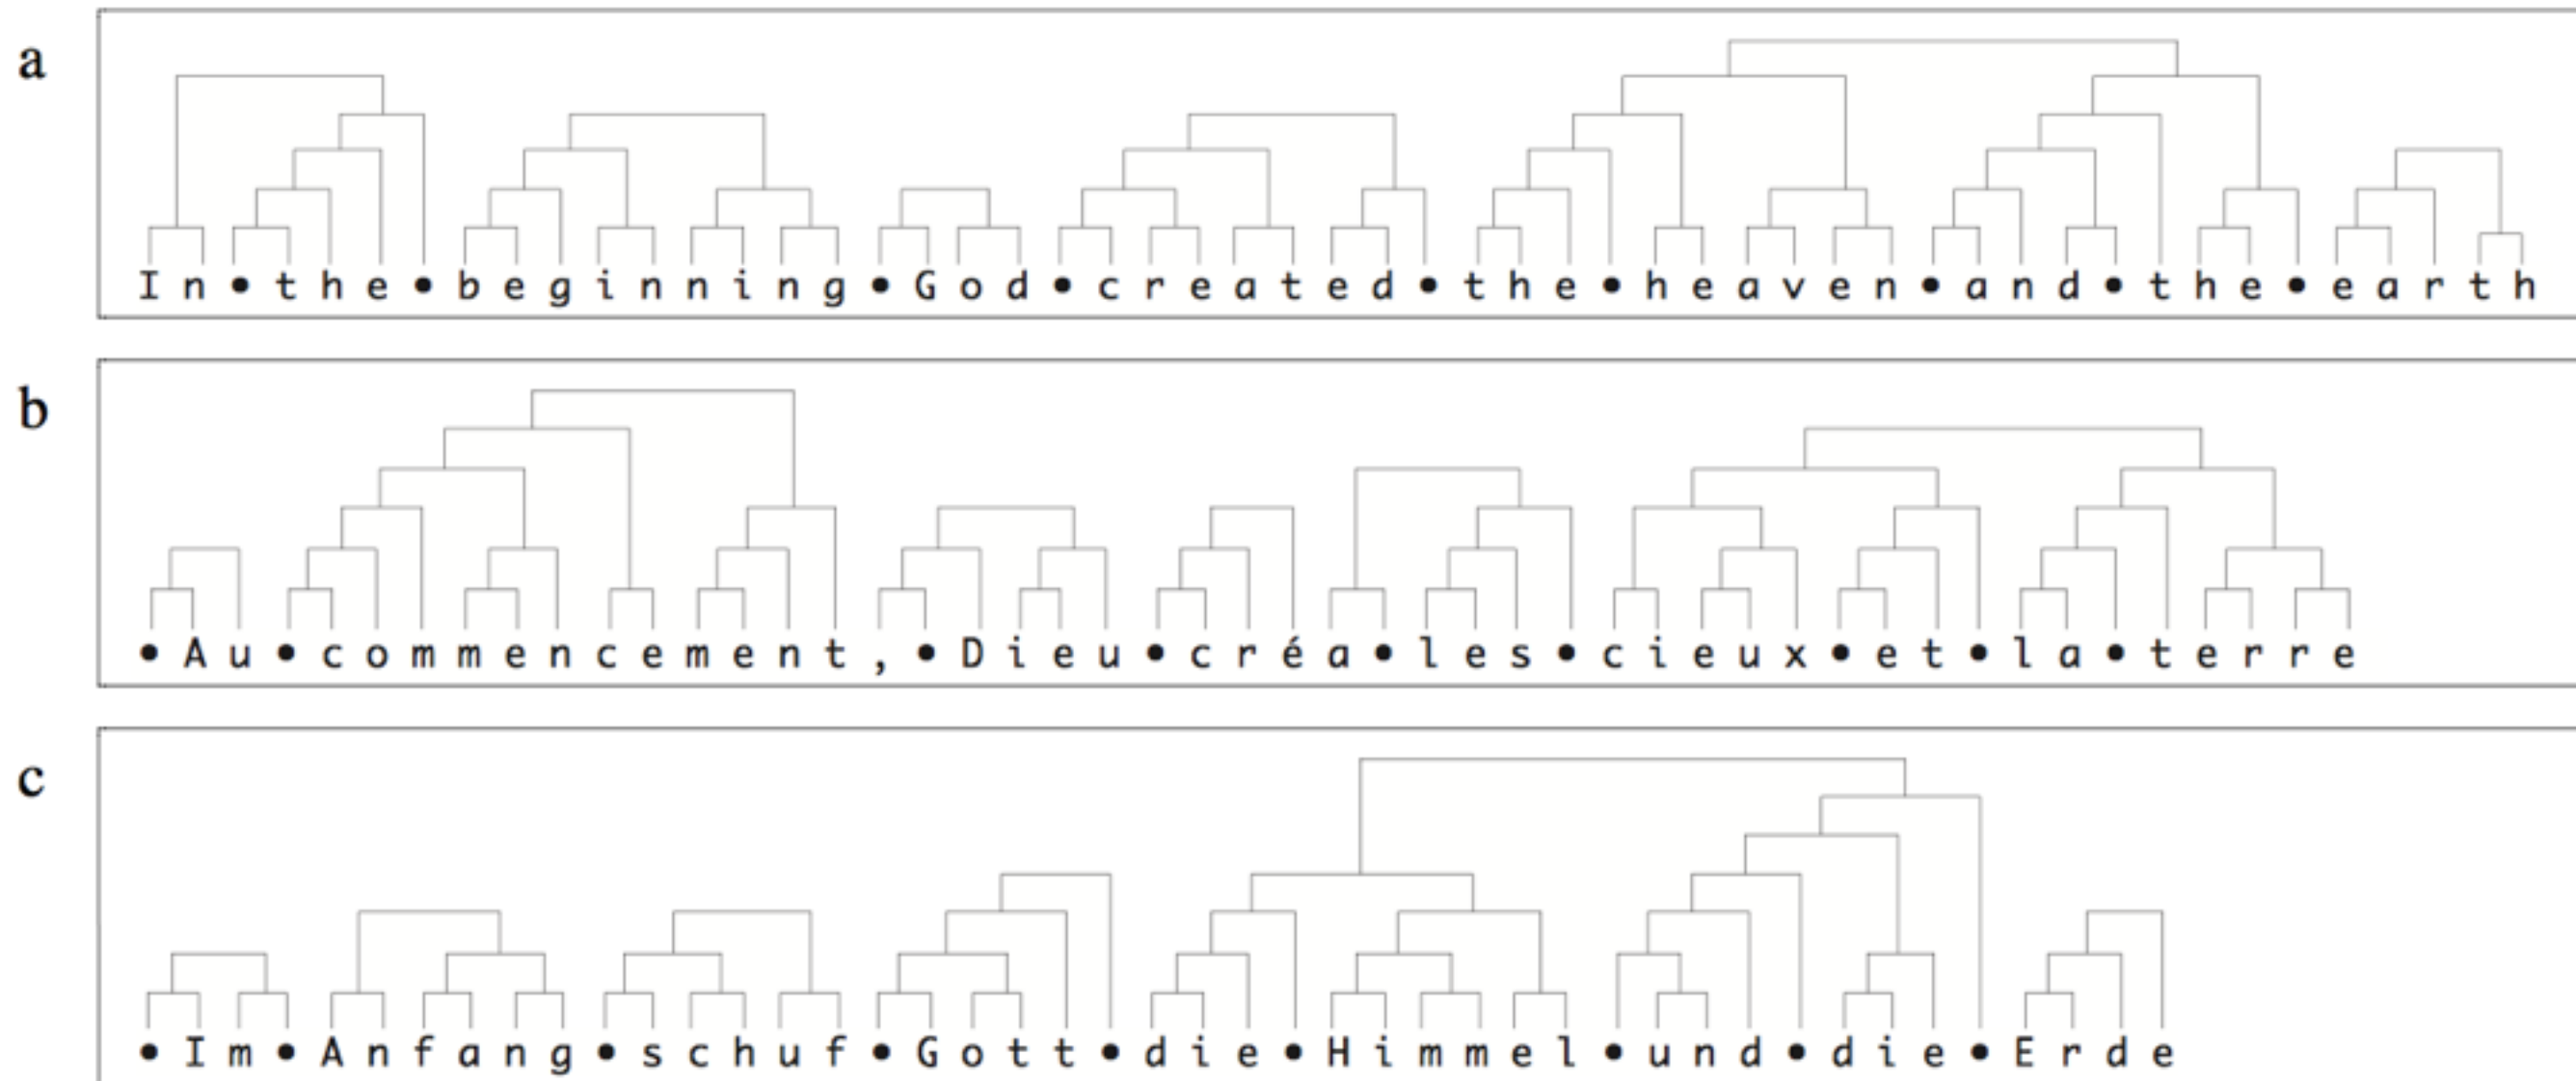 a
In•the•beginning•God•created•the•heaven•and•the•earth
b
•Au•commencement,•Dieu•créa•les•cieux•et•la•terre
c
•Im•Anfang•schuf•Gott•die•Himmel•und•die•Erde